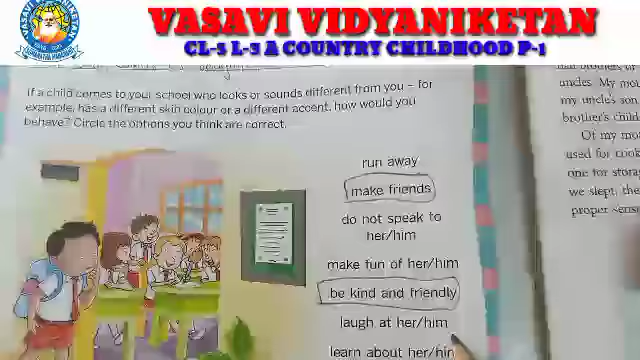 VASAVI VIDYANIKETAN
CL-5 L-3 A COUNTRY CHILDHOOD P-1
If a child comes to your school who looks or sounds different from you – for
example, has a different skin colour or a different accent, how would you
behave? Circle the options you think are correct.
run away
make friends
do not speak to
her/him
make fun of her/him
be kind and friendly
laugh at her/him
learn about her/him
uncles. My
my uncle's son
brother's child
Of my
used for
one for
we slept, the
proper sense